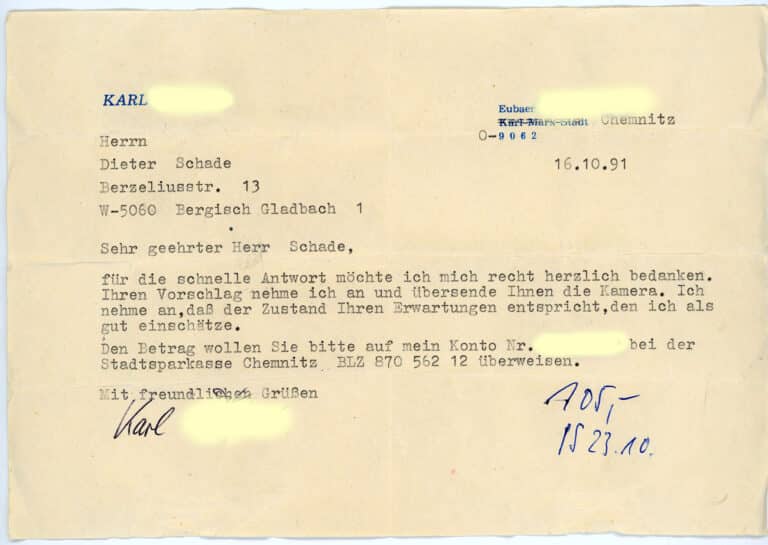 KARL
Eubaer
Karl-Marx-Stadt Chemnitz
O-9062
Herrn
Dieter Schade
Berzeliusstr. 13
W-5060 Bergisch Gladbach 1
16.10.91
Sehr geehrter Herr Schade,
für die schnelle Antwort möchte ich mich recht herzlich bedanken.
Ihren Vorschlag nehme ich an und übersende Ihnen die Kamera. Ich
nehme an,daß der Zustand Ihren Erwartungen entspricht,den ich als
gut einschätze.
Den Betrag wollen Sie bitte auf mein Konto Nr. bei der
Stadtsparkasse Chemnitz BLZ 870 562 12 überweisen.
Mit freundlichen Grüßen
Karl
105,-
PS 23.10.